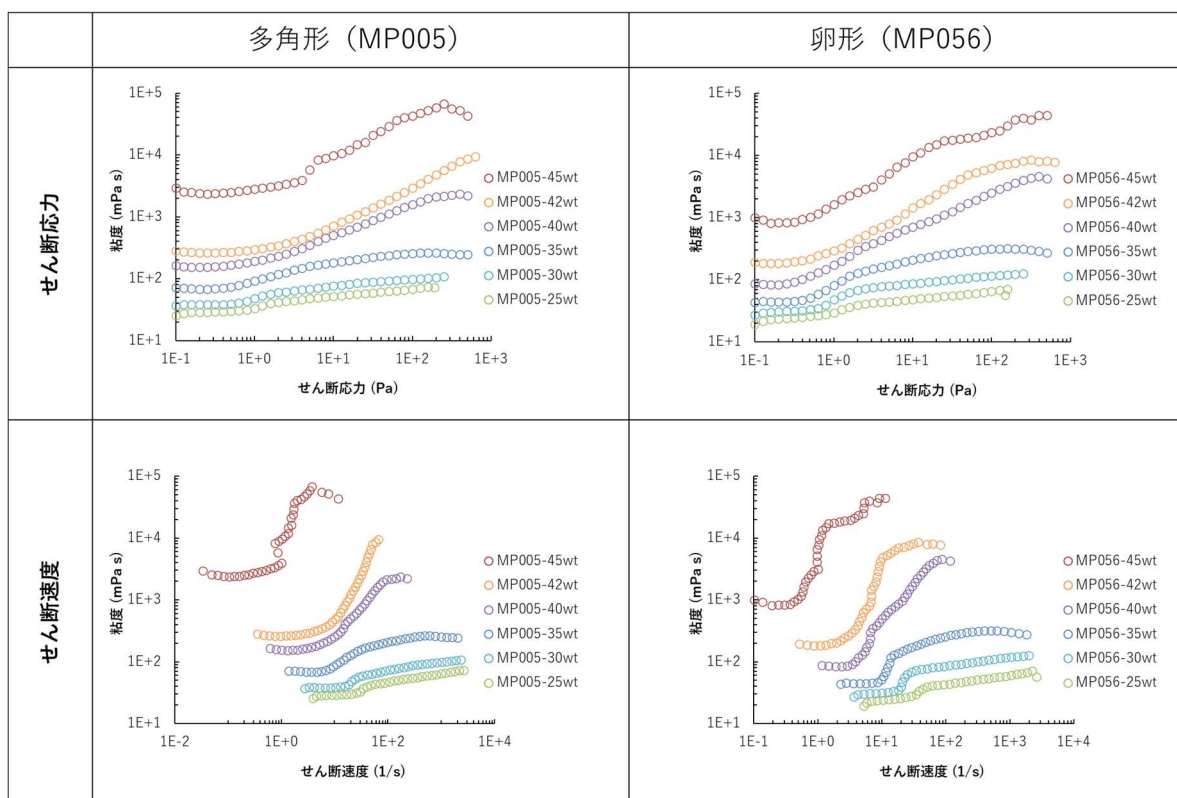 多角形（MP005）
卵形（MP056）
せん断応力
1E+5
1E+4
1E+3
1E+2
1E+1
粘度 (mPa s)
1E-1
1E+0
1E+1
1E+2
1E+3
せん断応力 (Pa)
MP005-45wt
MP005-42wt
MP005-40wt
MP005-35wt
MP005-30wt
MP005-25wt
1E+5
1E+4
1E+3
1E+2
1E+1
粘度 (mPa s)
1E-1
1E+0
1E+1
1E+2
1E+3
せん断応力 (Pa)
MP056-45wt
MP056-42wt
MP056-40wt
MP056-35wt
MP056-30wt
MP056-25wt
せん断速度
1E+5
1E+4
1E+3
1E+2
1E+1
粘度 (mPa s)
1E-2
1E+0
1E+2
1E+4
せん断速度 (1/s)
MP005-45wt
MP005-42wt
MP005-40wt
MP005-35wt
MP005-30wt
MP005-25wt
1E+5
1E+4
1E+3
1E+2
1E+1
粘度 (mPa s)
1E-1
1E+0
1E+1
1E+2
1E+3
1E+4
せん断速度 (1/s)
MP056-45wt
MP056-42wt
MP056-40wt
MP056-35wt
MP056-30wt
MP056-25wt